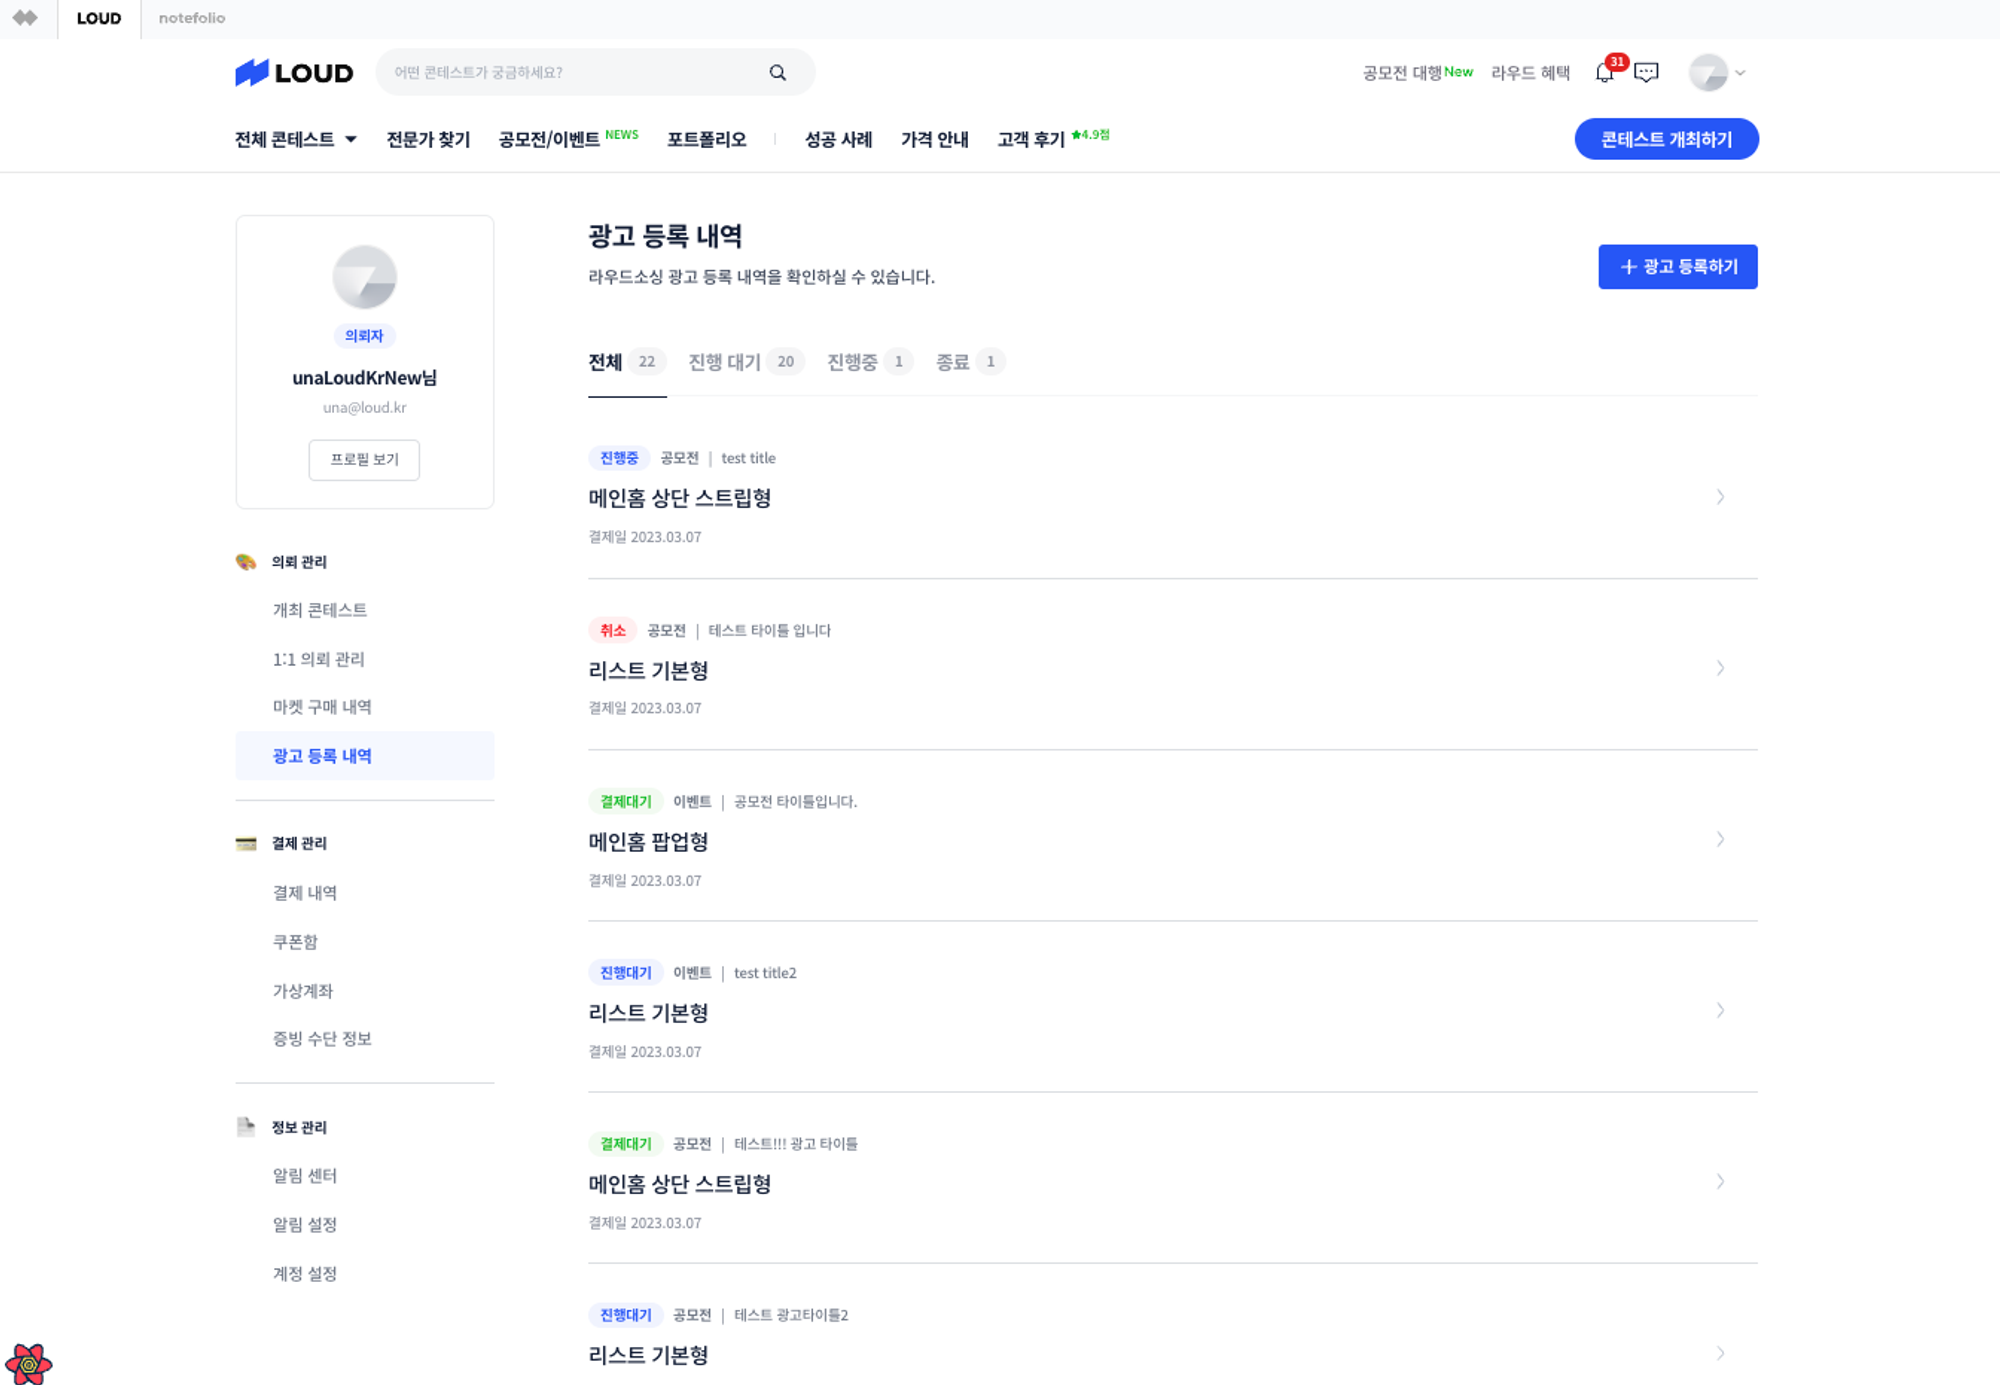 LOUD notefolio
LOUD 어떤 콘테스트가 궁금하세요? 공모전 대행 New 라우드 혜택 31
전체 콘테스트 전문가 찾기 공모전/이벤트 NEWS 포트폴리오 성공 사례 가격 안내 고객 후기 ★4.9점 콘테스트 개최하기
의뢰자
unaLoudKrNew님
una@loud.kr
프로필 보기
의뢰 관리
개최 콘테스트
1:1 의뢰 관리
마켓 구매 내역
광고 등록 내역
결제 관리
결제 내역
쿠폰함
가상계좌
증빙 수단 정보
정보 관리
알림 센터
알림 설정
계정 설정
광고 등록 내역
라우드소싱 광고 등록 내역을 확인하실 수 있습니다.
+ 광고 등록하기
전체 22 진행 대기 20 진행중 1 종료 1
진행중 공모전 | test title
메인홈 상단 스트립형
결제일 2023.03.07
취소 공모전 | 테스트 타이틀 입니다
리스트 기본형
결제일 2023.03.07
결제대기 이벤트 | 공모전 타이틀입니다.
메인홈 팝업형
결제일 2023.03.07
진행대기 이벤트 | test title2
리스트 기본형
결제일 2023.03.07
결제대기 공모전 | 테스트!!! 광고 타이틀
메인홈 상단 스트립형
결제일 2023.03.07
진행대기 공모전 | 테스트 광고타이틀2
리스트 기본형